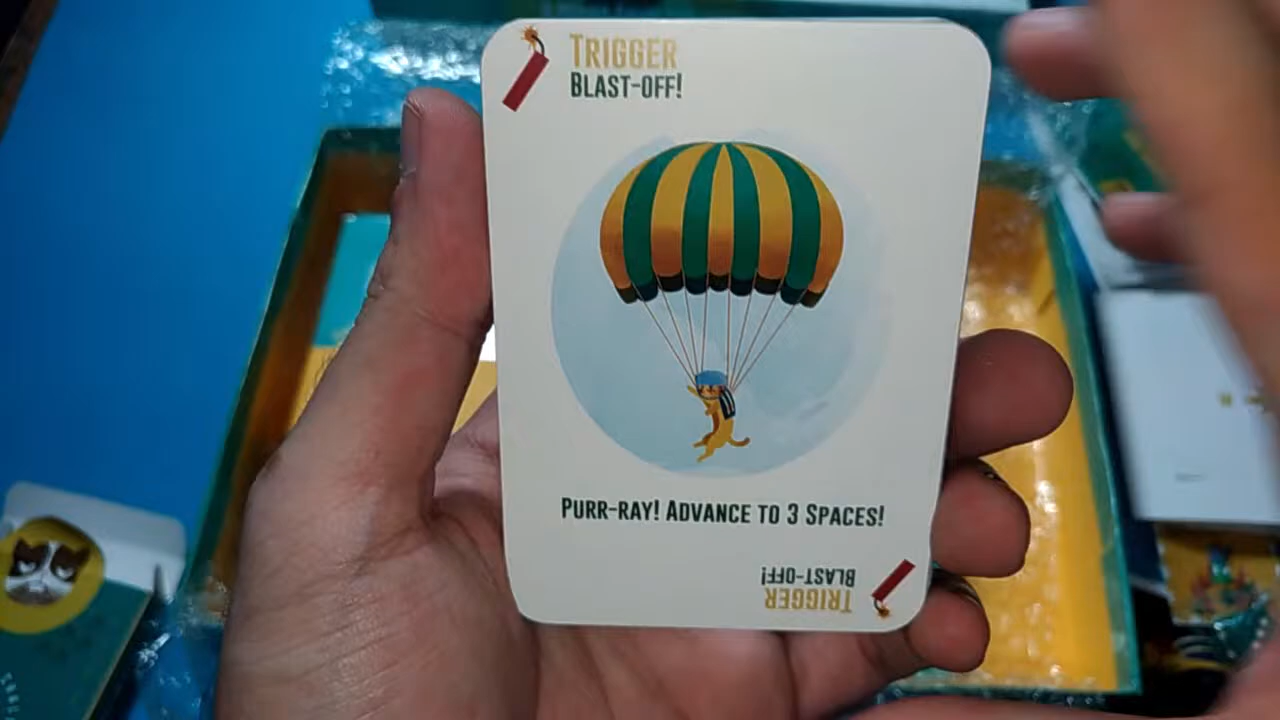 TRIGGER
BLAST-OFF!
PURR-RAY! ADVANCE TO 3 SPACES!
TRIGGER
BLAST-OFF!